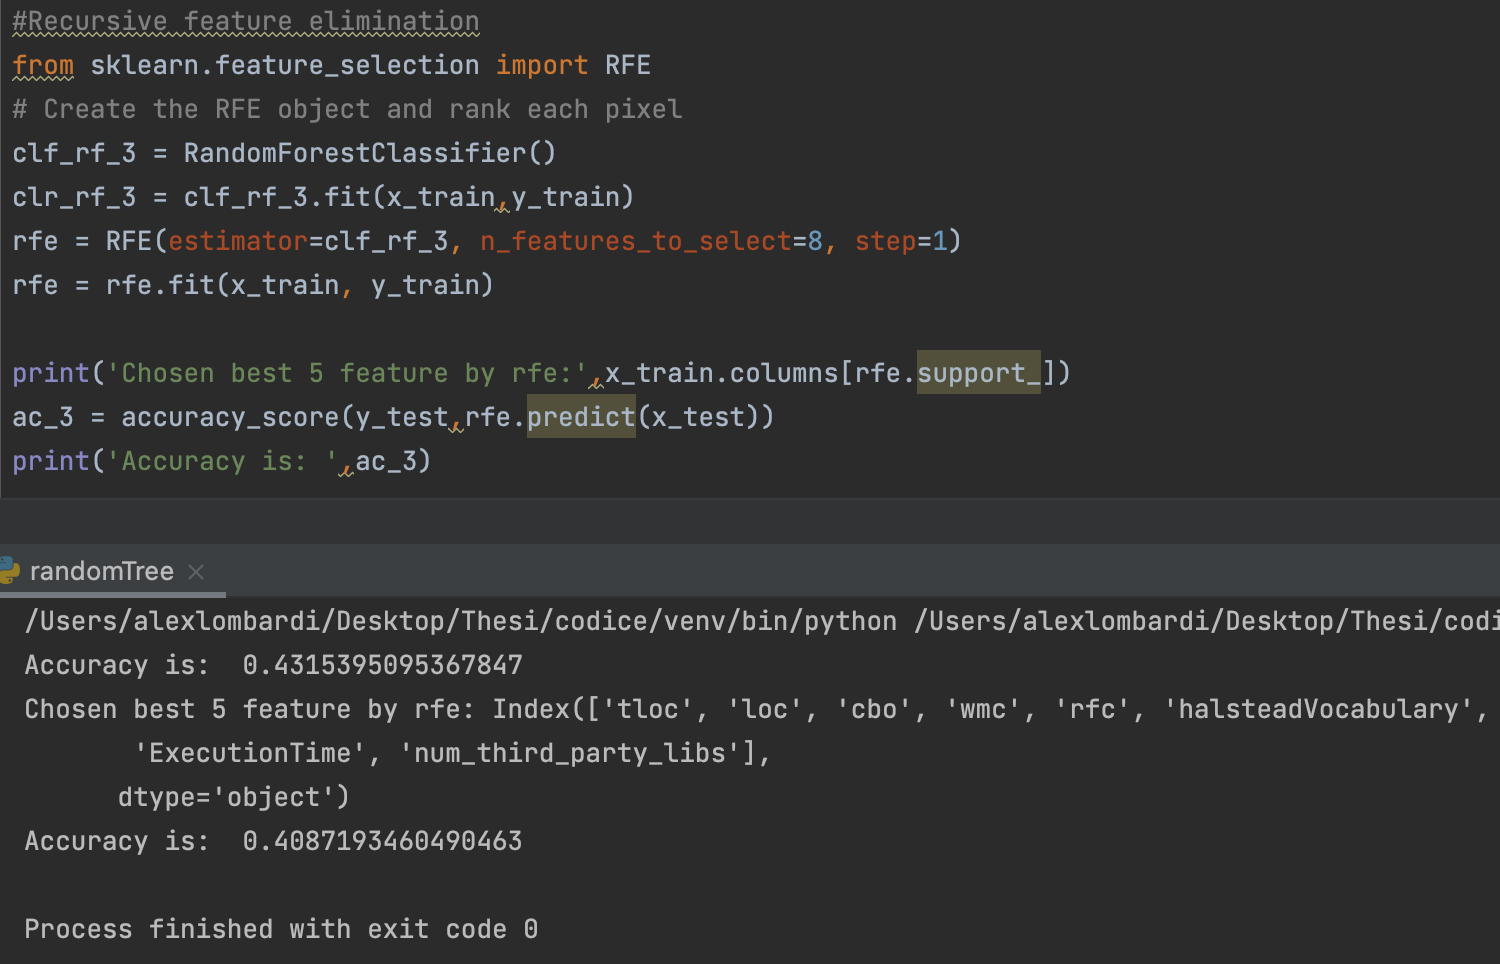 #Recursive feature elimination
from sklearn.feature_selection import RFE
# Create the RFE object and rank each pixel
clf_rf_3 = RandomForestClassifier()
clr_rf_3 = clf_rf_3.fit(x_train,y_train)
rfe = RFE(estimator=clf_rf_3, n_features_to_select=8, step=1)
rfe = rfe.fit(x_train, y_train)
print('Chosen best 5 feature by rfe:',x_train.columns[rfe.support_])
ac_3 = accuracy_score(y_test,rfe.predict(x_test))
print('Accuracy is: ',ac_3)
randomTree
/Users/alexlombardi/Desktop/Thesi/codice/venv/bin/python /Users/alexlombardi/Desktop/Thesi/codi
Accuracy is:  0.4315395095367847
Chosen best 5 feature by rfe: Index(['tloc', 'loc', 'cbo', 'wmc', 'rfc', 'halsteadVocabulary',
'ExecutionTime', 'num_third_party_libs'],
dtype='object')
Accuracy is:  0.4087193460490463
Process finished with exit code 0